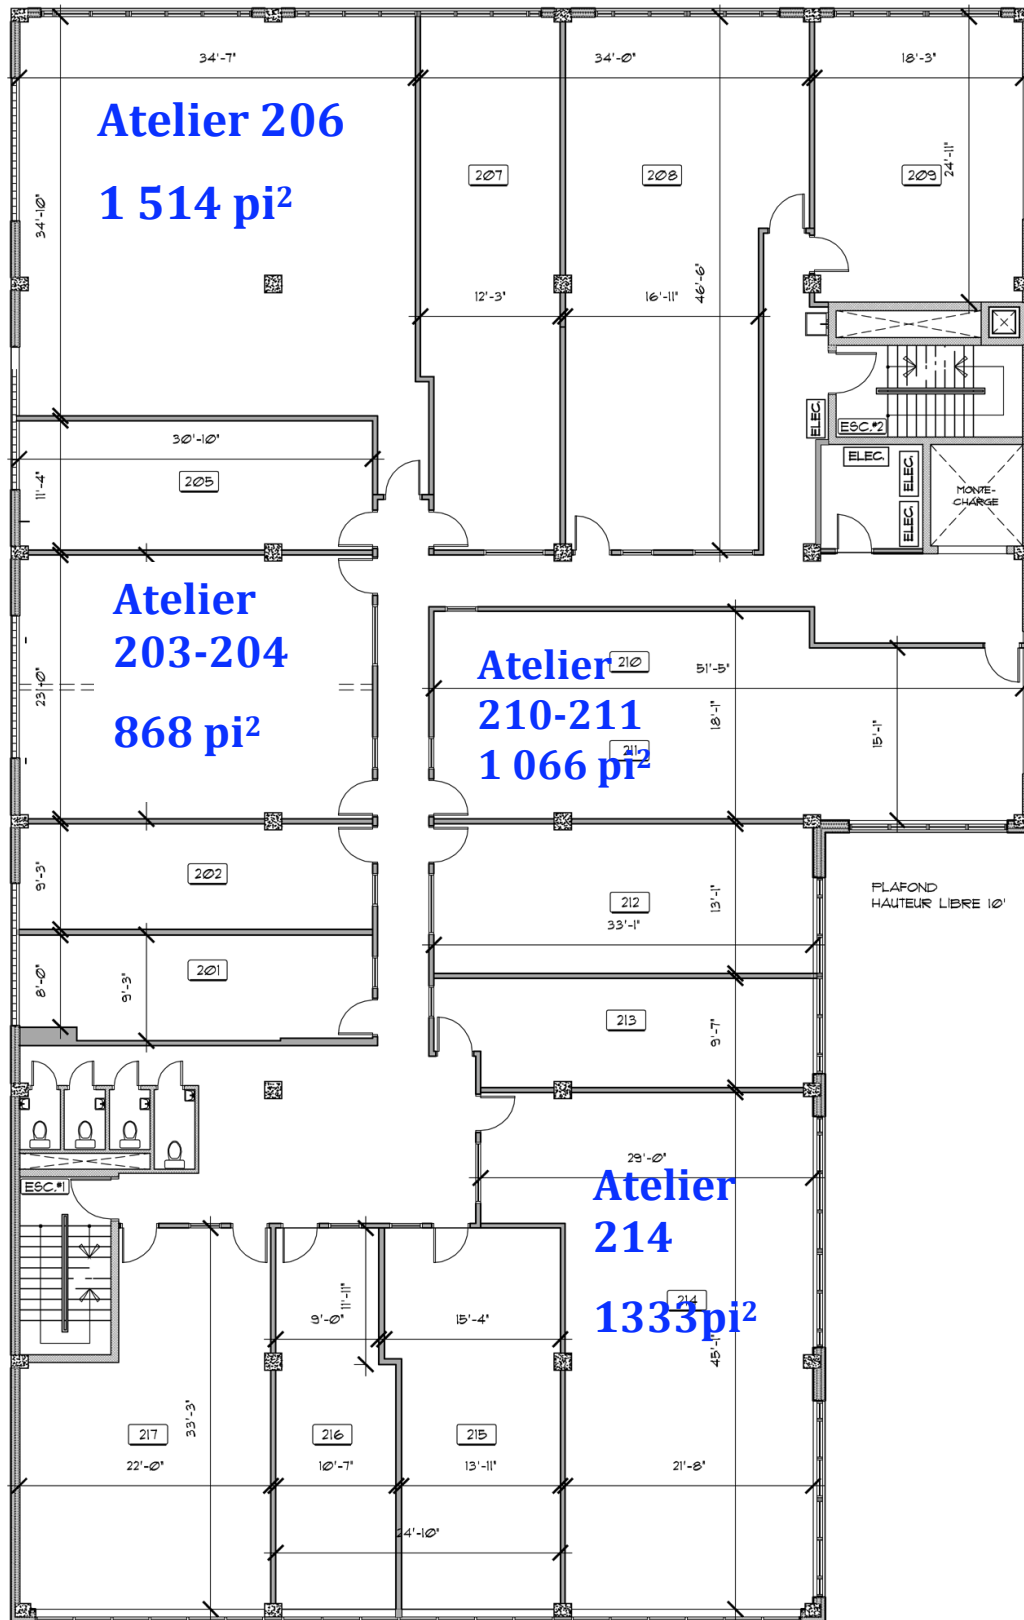 34'-7"
34'-0"
18'-3"
Atelier 206
1 514 pi²
207
208
209
24'-11"
34'-10"
12'-3"
16'-11"
46'-6"
ELEC.
ESC.#2
30'-10"
205
11'-4"
ELEC.
ELEC.
ELEC.
MONTE-
CHARGE
Atelier
203-204
868 pi²
23'-0"
Atelier
210-211
1 066 pi²
210
211
51'-5"
18'-1"
15'-1"
202
9'-3"
212
33'-1"
13'-1"
PLAFOND
HAUTEUR LIBRE 10'
201
8'-0"
9'-3"
213
9'-7"
ESC.#1
29'-0"
Atelier
214
1333pi²
214
9'-0"
11'-11"
15'-4"
217
33'-3"
216
215
22'-0"
10'-7"
13'-11"
21'-8"
24'-10"